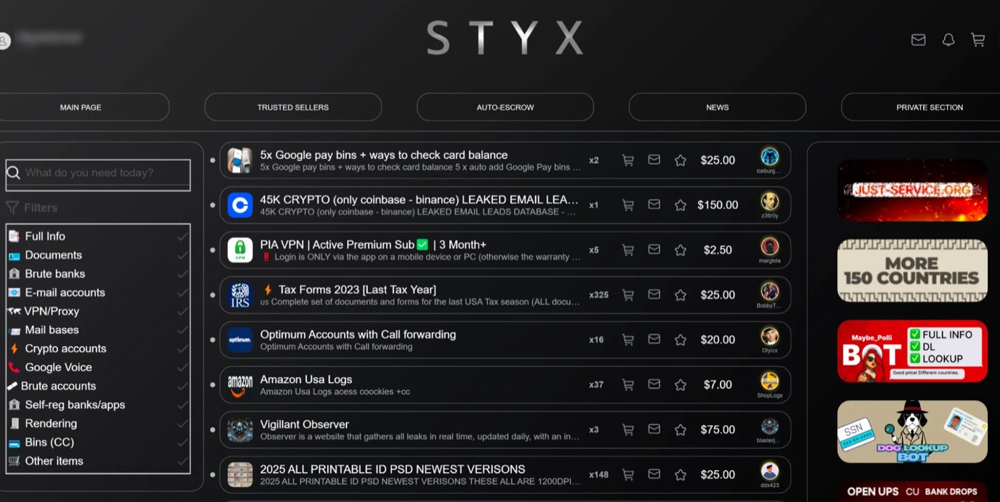 STYX
MAIN PAGE
TRUSTED SELLERS
AUTO-ESCROW
NEWS
PRIVATE SECTION
What do you need today?
Filters
Full Info
Documents
Brute banks
E-mail accounts
VPN/Proxy
Mail bases
Crypto accounts
Google Voice
Brute accounts
Self-reg banks/apps
Rendering
Bins (CC)
Other items
5x Google pay bins + ways to check card balance
5x Google pay bins + ways to check card balance 5 x auto add Google Pay bins ...
x2
$25.00
Iceburg...
45K CRYPTO (only coinbase - binance) LEAKED EMAIL LEA...
45K CRYPTO (only coinbase - binance) LEAKED EMAIL LEADS DATABASE - ...
x1
$150.00
z3ttr0y
VPN
PIA VPN | Active Premium Sub✅ | 3 Month+
‼️ Login is ONLY via the app on a mobile device or PC (otherwise the warranty ...
x5
$2.50
margiela
IRS
⚡ Tax Forms 2023 [Last Tax Year]
us Complete set of documents and forms for the last USA Tax season (ALL docu...
x325
$25.00
BobbyT...
optimum.
Optimum Accounts with Call forwarding
Optimum Accounts with Call forwarding
x16
$20.00
Dlyizx
amazon
Amazon Usa Logs
Amazon Usa Logs acess coockies +cc
x37
$7.00
ShopLogs
Vigillant Observer
Observer is a website that gathers all leaks in real time, updated daily, with an in...
x3
$75.00
blasterj...
2025 ALL PRINTABLE ID PSD NEWEST VERISONS
2025 ALL PRINTABLE ID PSD NEWEST VERISONS THESE ALL ARE 1200DPI...
x148
$25.00
ddx423
JUST-SERVICE.ORG
MORE
150 COUNTRIES
Maybe_Polli
BOT
✅ FULL INFO
✅ DL
✅ LOOKUP
Good price! Different countries.
SSN
DOG LOOKUP
BOT
OPEN UPS CU BANK DROPS